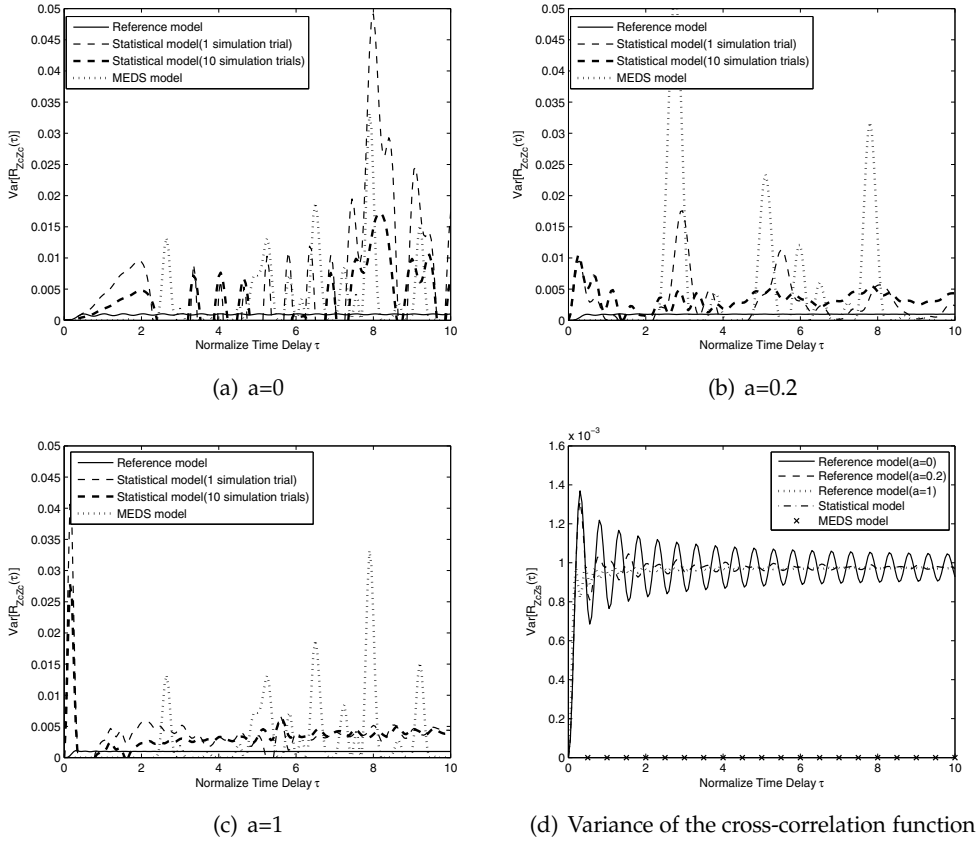 0.05
0.045
0.04
0.035
0.03
0.025
0.02
0.015
0.01
0.005
0
Var[R_ZcZc(τ)]
Reference model
Statistical model(1 simulation trial)
Statistical model(10 simulation trials)
MEDS model
0 2 4 6 8 10
Normalize Time Delay τ
(a) a=0
0.05
0.045
0.04
0.035
0.03
0.025
0.02
0.015
0.01
0.005
0
Var[R_ZcZc(τ)]
Reference model
Statistical model(1 simulation trial)
Statistical model(10 simulation trials)
MEDS model
0 2 4 6 8 10
Normalize Time Delay τ
(b) a=0.2
0.05
0.045
0.04
0.035
0.03
0.025
0.02
0.015
0.01
0.005
0
Var[R_ZcZc(τ)]
Reference model
Statistical model(1 simulation trial)
Statistical model(10 simulation trials)
MEDS model
0 2 4 6 8 10
Normalize Time Delay τ
(c) a=1
x 10⁻³
1.6
1.4
1.2
1
0.8
0.6
0.4
0.2
0
Var[R_ZcZs(τ)]
Reference model(a=0)
Reference model(a=0.2)
Reference model(a=1)
Statistical model
MEDS model
0 2 4 6 8 10
Normalize Time Delay τ
(d) Variance of the cross-correlation function